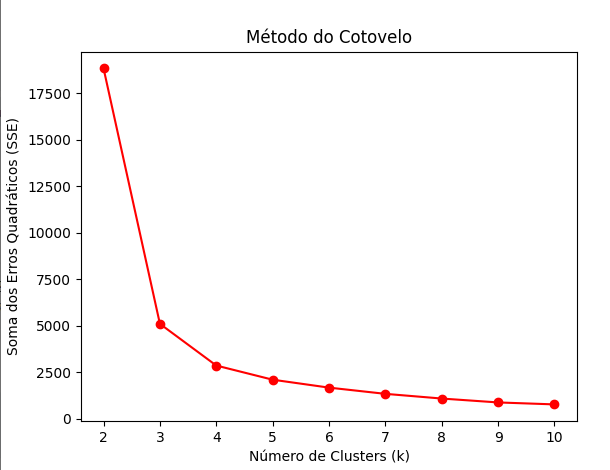 Método do Cotovelo
Soma dos Erros Quadráticos (SSE)
17500
15000
12500
10000
7500
5000
2500
0
2 3 4 5 6 7 8 9 10
Número de Clusters (k)